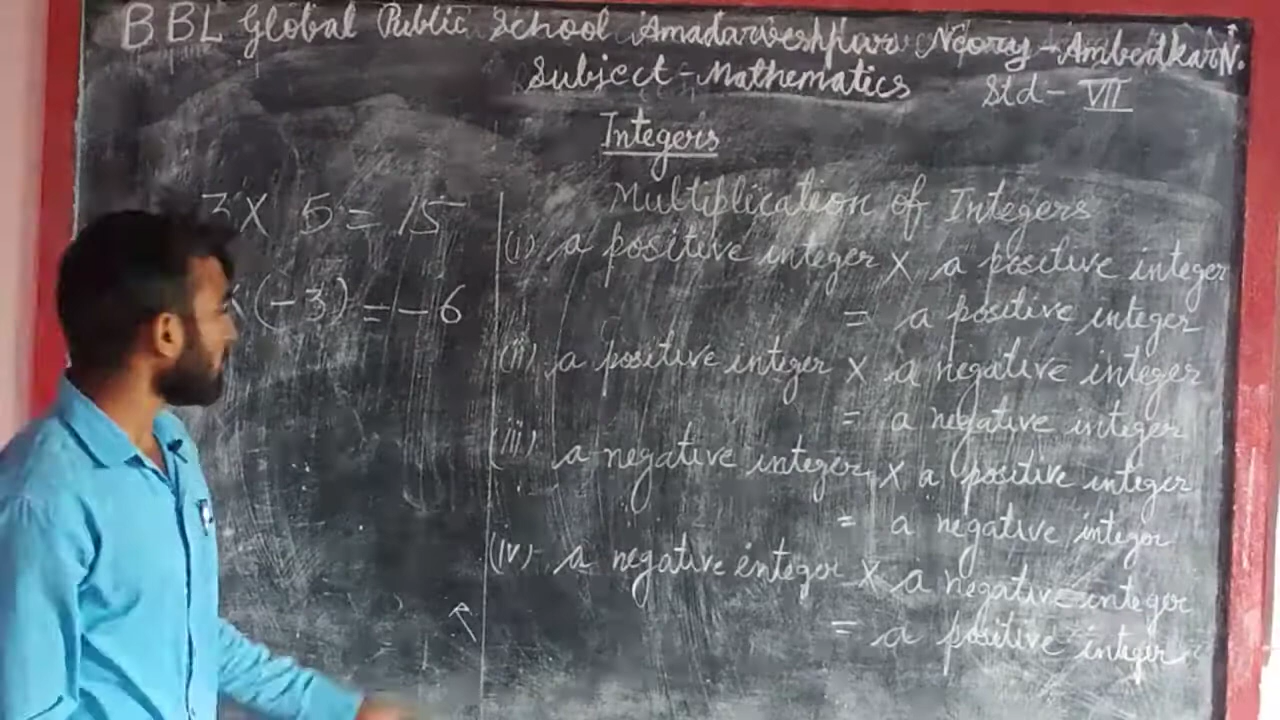 BBL Global Public School Amadarveshpur Neory - Ambedkar N.
Subject - Mathematics Std - VII
Integers
3 X 5 = 15
X (-3) = -6
Multiplication of Integers
(i) a positive integer X a positive integer
= a positive integer
(ii) a positive integer X a negative integer
= a negative integer
(iii) a negative integer X a positive integer
= a negative integer
(iv) a negative integer X a negative integer
= a positive integer